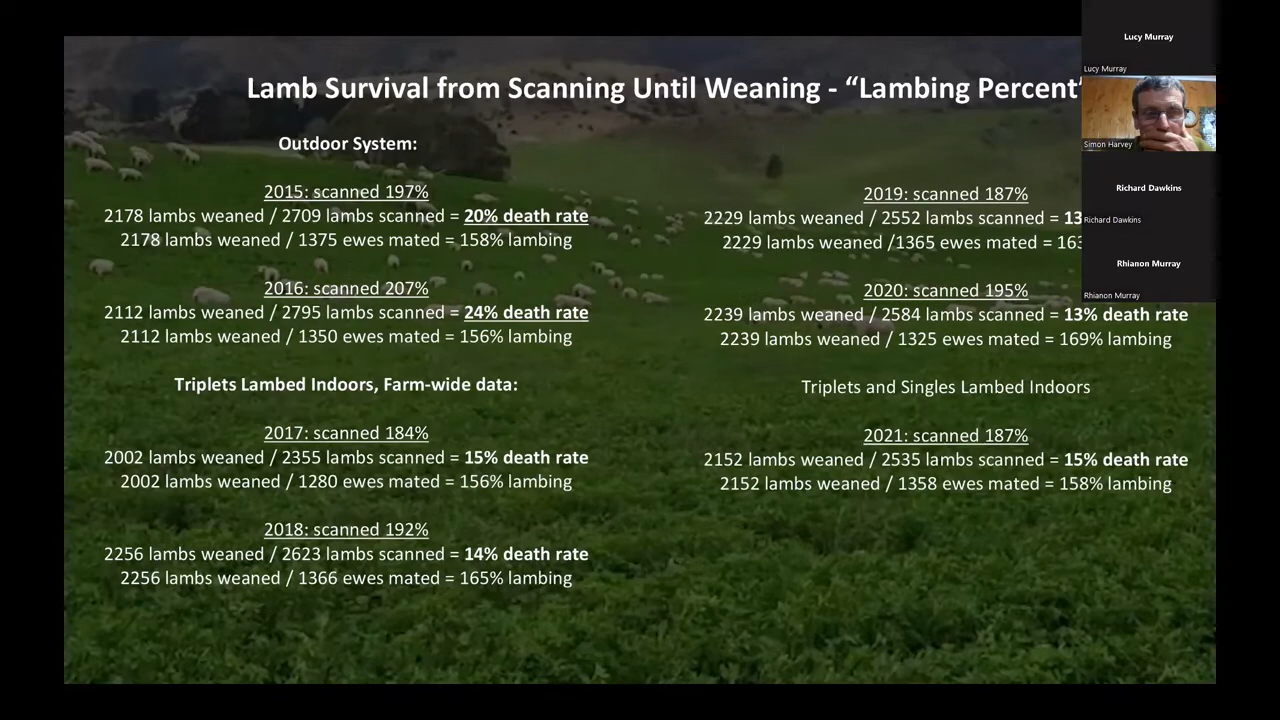 Lamb Survival from Scanning Until Weaning - “Lambing Percent”
Outdoor System:
2015: scanned 197%
2178 lambs weaned / 2709 lambs scanned = 20% death rate
2178 lambs weaned / 1375 ewes mated = 158% lambing
2016: scanned 207%
2112 lambs weaned / 2795 lambs scanned = 24% death rate
2112 lambs weaned / 1350 ewes mated = 156% lambing
Triplets Lambed Indoors, Farm-wide data:
2017: scanned 184%
2002 lambs weaned / 2355 lambs scanned = 15% death rate
2002 lambs weaned / 1280 ewes mated = 156% lambing
2018: scanned 192%
2256 lambs weaned / 2623 lambs scanned = 14% death rate
2256 lambs weaned / 1366 ewes mated = 165% lambing
2019: scanned 187%
2229 lambs weaned / 2552 lambs scanned = 13
2229 lambs weaned /1365 ewes mated = 163
2020: scanned 195%
2239 lambs weaned / 2584 lambs scanned = 13% death rate
2239 lambs weaned / 1325 ewes mated = 169% lambing
Triplets and Singles Lambed Indoors
2021: scanned 187%
2152 lambs weaned / 2535 lambs scanned = 15% death rate
2152 lambs weaned / 1358 ewes mated = 158% lambing
Lucy Murray
Lucy Murray
Simon Harvey
Richard Dawkins
Richard Dawkins
Rhianon Murray
Rhianon Murray